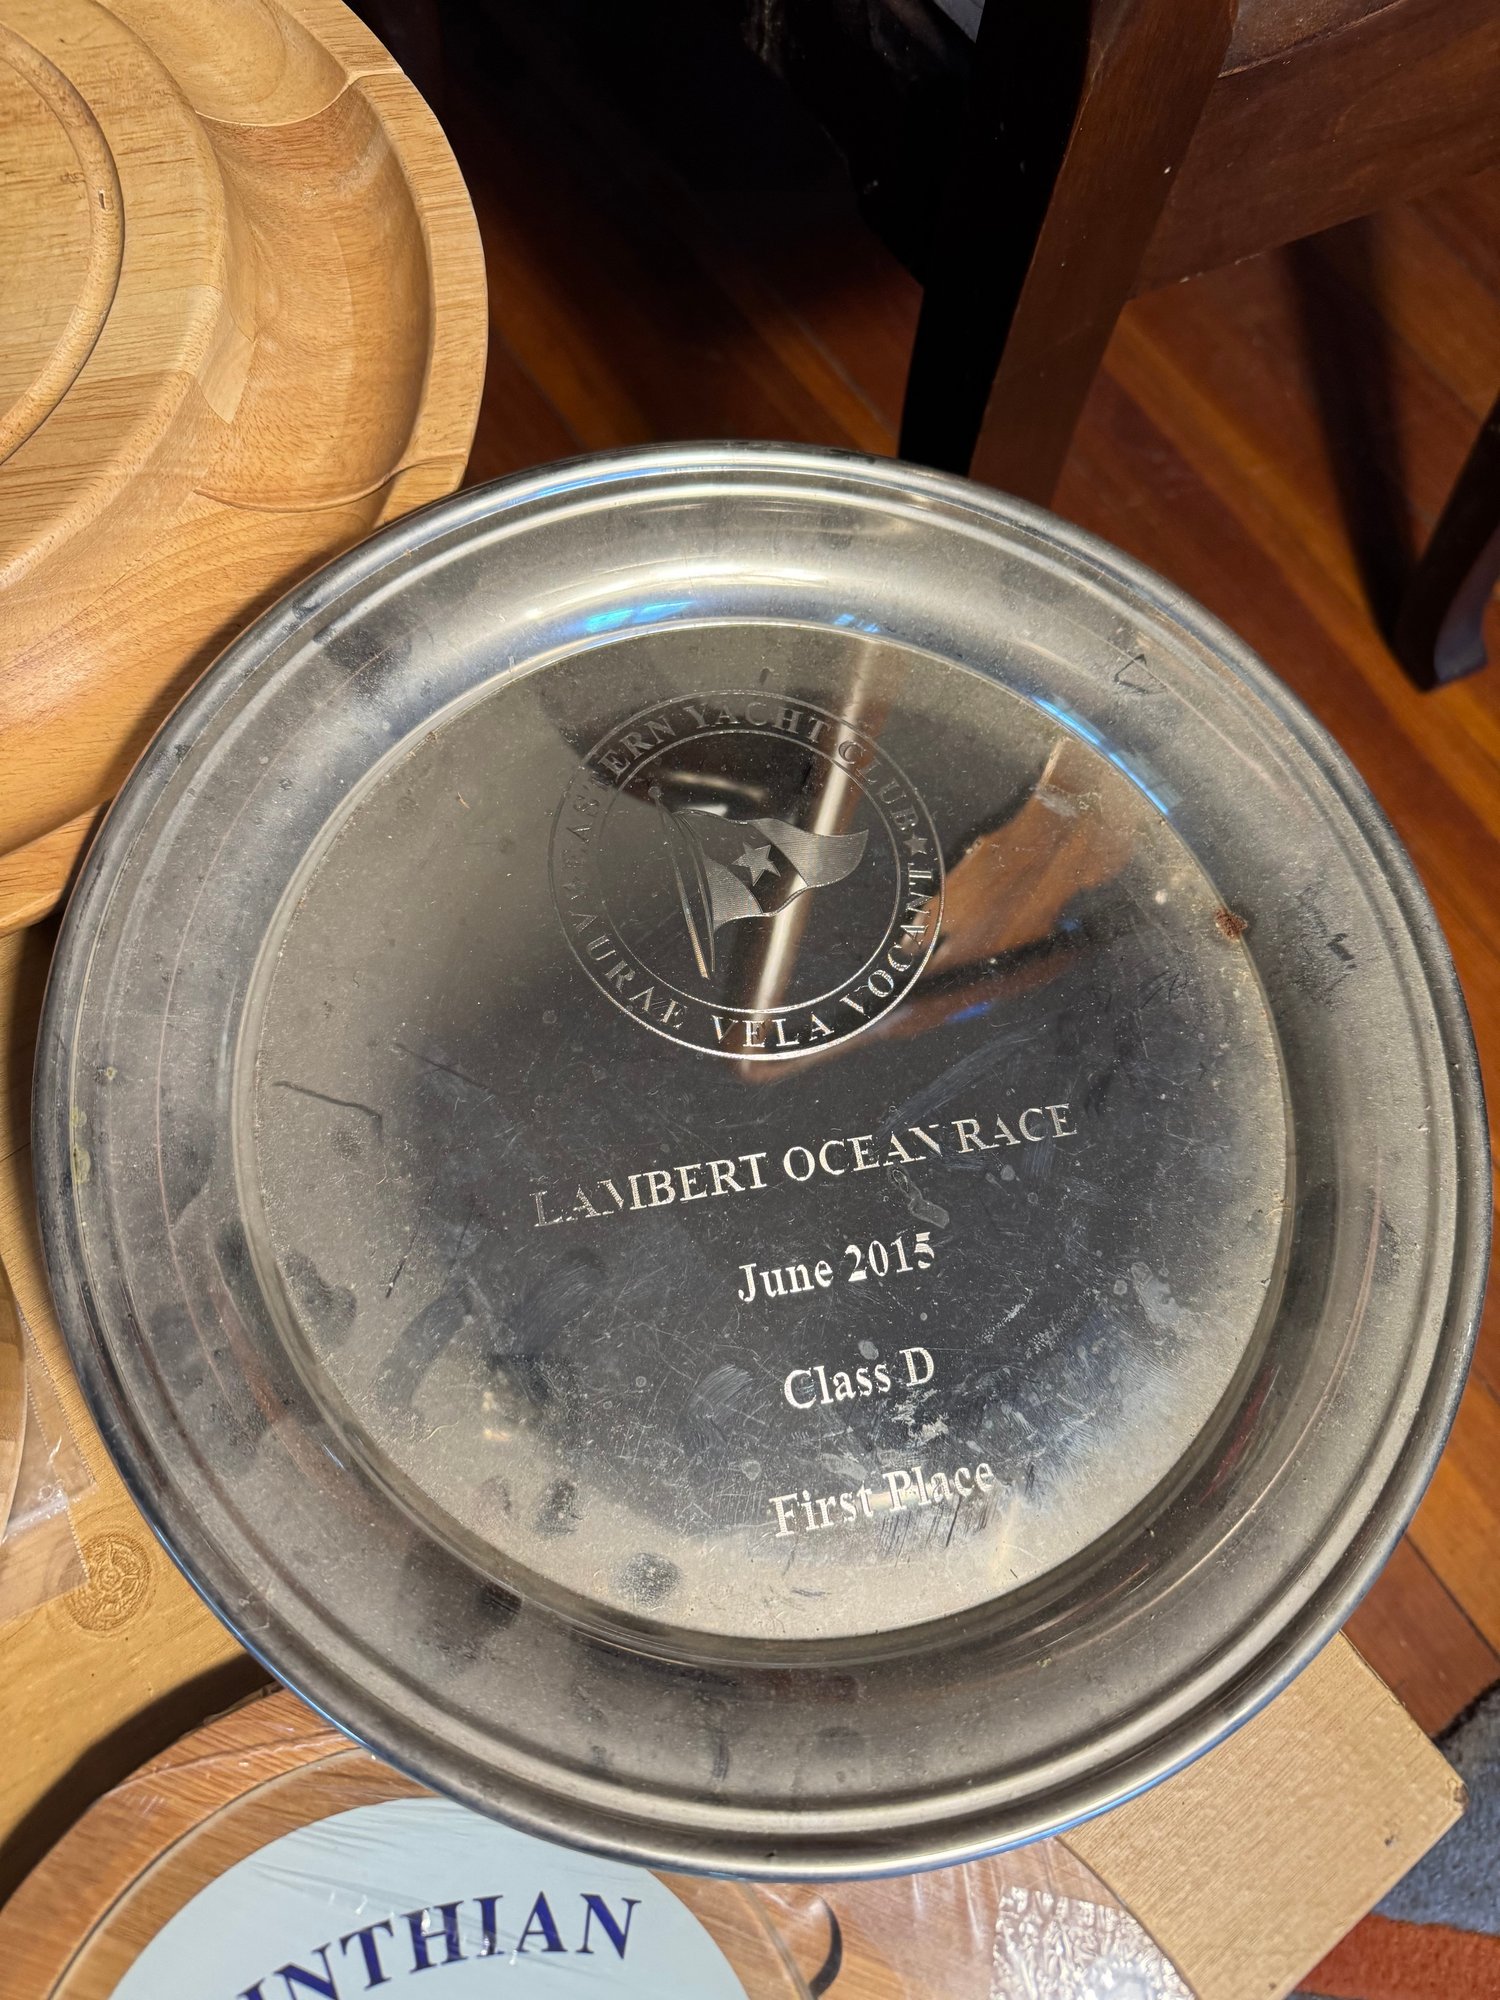 EASTERN YACHT CLUB
AURAE VELA VOCANT
LAMBERT OCEAN RACE
June 2015
Class D
First Place
INTHIAN